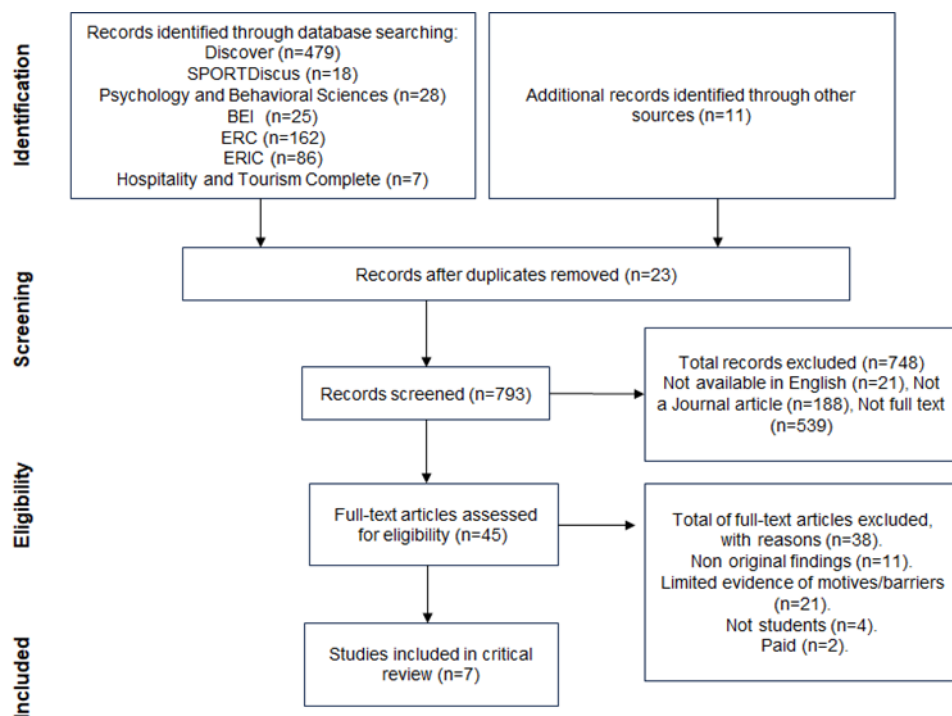 Identification
Records identified through database searching:
Discover (n=479)
SPORTDiscus (n=18)
Psychology and Behavioral Sciences (n=28)
BEI (n=25)
ERC (n=162)
ERIC (n=86)
Hospitality and Tourism Complete (n=7)
Additional records identified through other
sources (n=11)
Screening
Records after duplicates removed (n=23)
Records screened (n=793)
Total records excluded (n=748)
Not available in English (n=21), Not
a Journal article (n=188), Not full text
(n=539)
Eligibility
Full-text articles assessed
for eligibility (n=45)
Total of full-text articles excluded,
with reasons (n=38).
Non original findings (n=11).
Limited evidence of motives/barriers
(n=21).
Not students (n=4).
Paid (n=2).
Included
Studies included in critical
review (n=7)